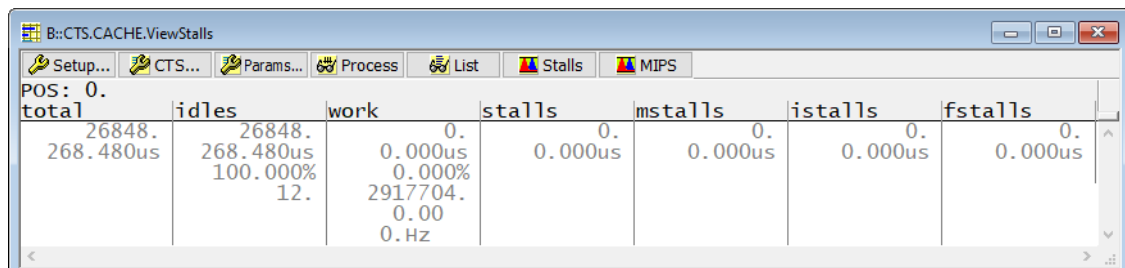 B::CTS.CACHE.ViewStalls
Setup... CTS... Params... Process List Stalls MIPS
POS: 0.
total idles work stalls mstalls istalls fstalls
26848. 26848. 0. 0. 0. 0. 0.
268.480us 268.480us 0.000us 0.000us 0.000us 0.000us 0.000us
100.000% 0.000%
12. 2917704.
0.00
0.Hz